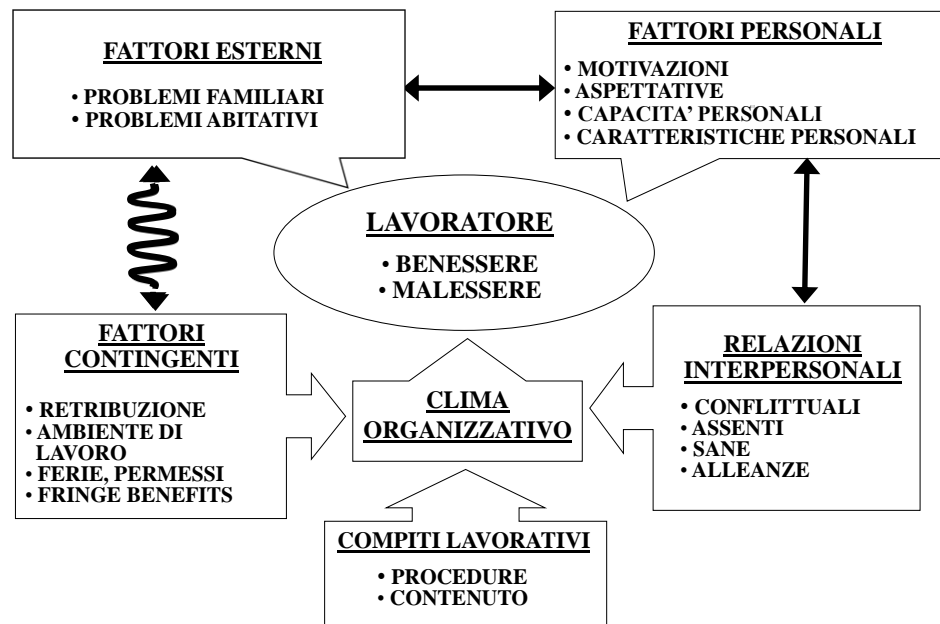 FATTORI ESTERNI
• PROBLEMI FAMILIARI
• PROBLEMI ABITATIVI
FATTORI PERSONALI
• MOTIVAZIONI
• ASPETTATIVE
• CAPACITA’ PERSONALI
• CARATTERISTICHE PERSONALI
LAVORATORE
• BENESSERE
• MALESSERE
FATTORI
CONTINGENTI
• RETRIBUZIONE
• AMBIENTE DI
LAVORO
• FERIE, PERMESSI
• FRINGE BENEFITS
CLIMA
ORGANIZZATIVO
RELAZIONI
INTERPERSONALI
• CONFLITTUALI
• ASSENTI
• SANE
• ALLEANZE
COMPITI LAVORATIVI
• PROCEDURE
• CONTENUTO